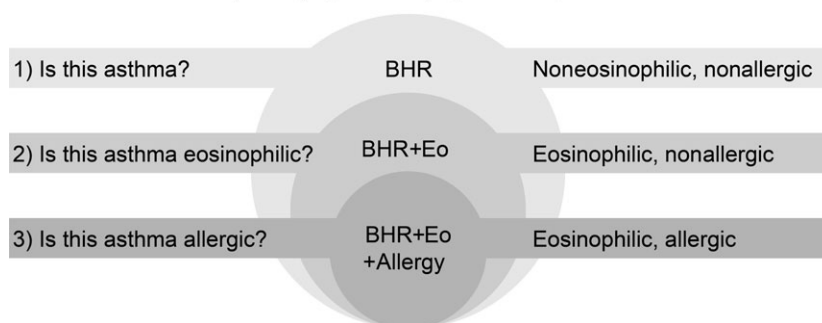 1) Is this asthma? BHR Noneosinophilic, nonallergic
2) Is this asthma eosinophilic? BHR+Eo Eosinophilic, nonallergic
3) Is this asthma allergic? BHR+Eo Eosinophilic, allergic
+Allergy